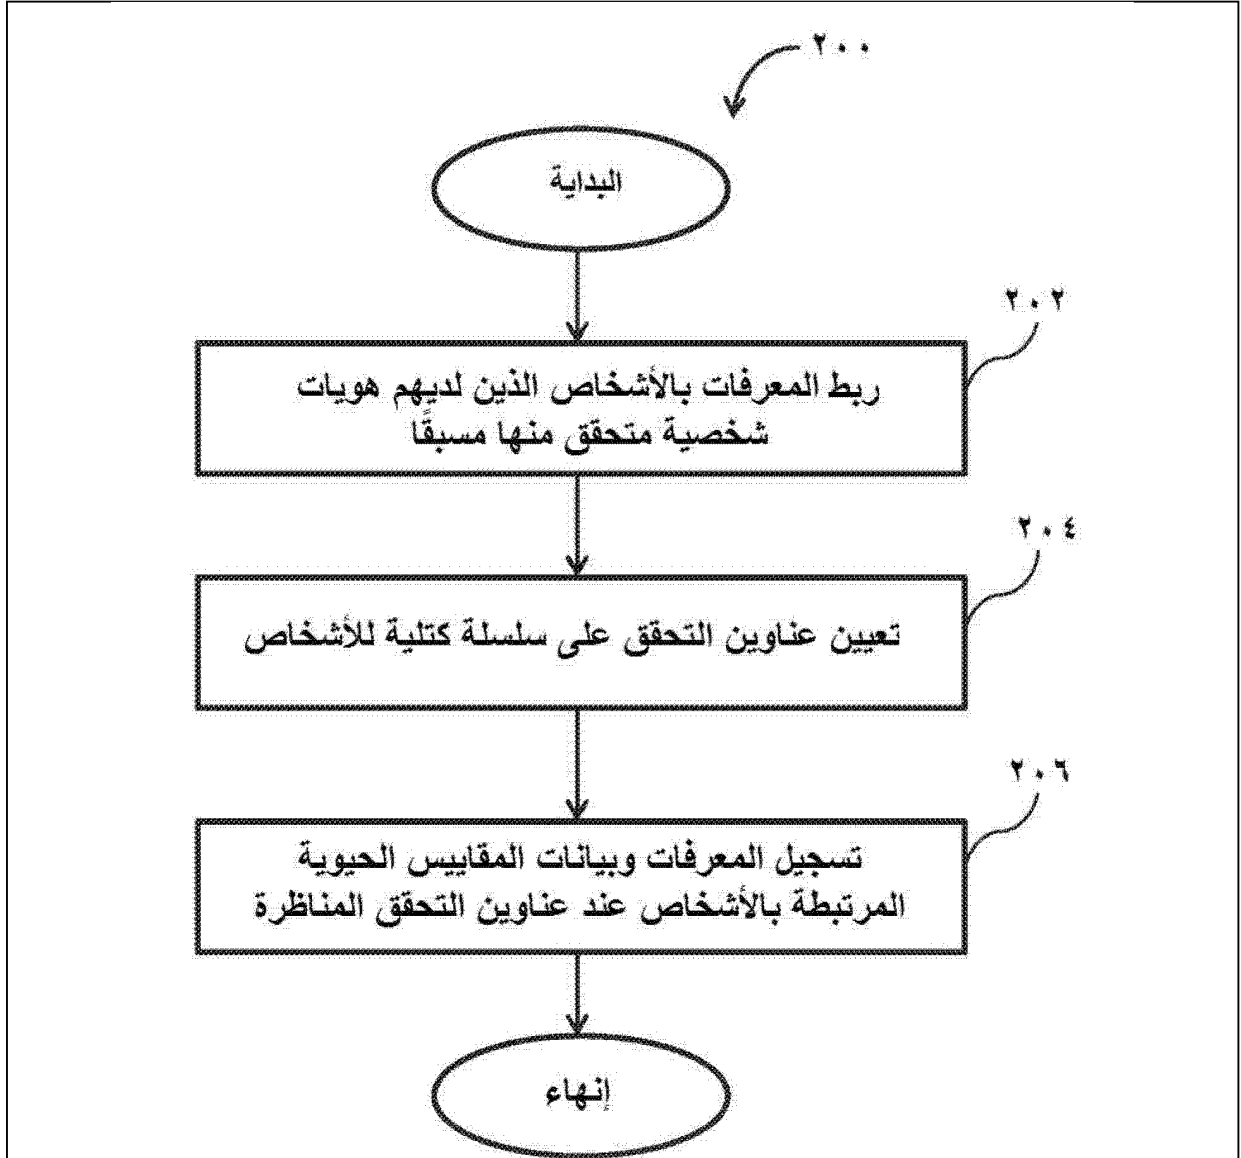 ٢٠٠
البداية
٢٠٢
ربط المعرفات بالأشخاص الذين لديهم هويات
شخصية متحقق منها مسبقًا
٢٠٤
تعيين عناوين التحقق على سلسلة كتلية للأشخاص
٢٠٦
تسجيل المعرفات وبيانات المقاييس الحيوية
المرتبطة بالأشخاص عند عناوين التحقق المناظرة
إنهاء